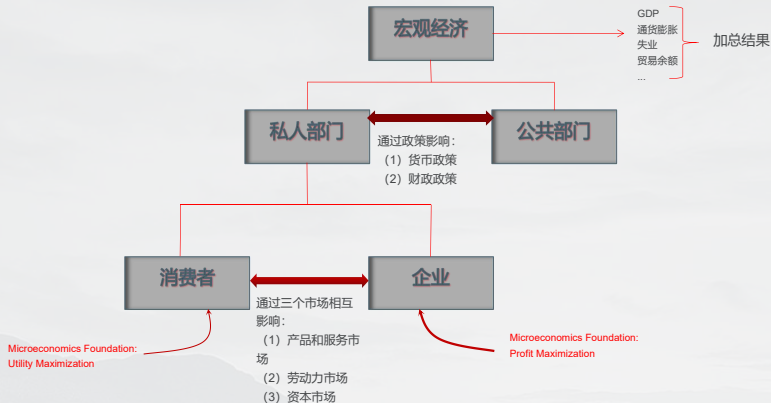 宏观经济
GDP
通货膨胀
失业
贸易余额
...
加总结果
私人部门
公共部门
通过政策影响：
（1）货币政策
（2）财政政策
消费者
企业
通过三个市场相互
影响：
（1）产品和服务市
场
（2）劳动力市场
（3）资本市场
Microeconomics Foundation:
Utility Maximization
Microeconomics Foundation:
Profit Maximization